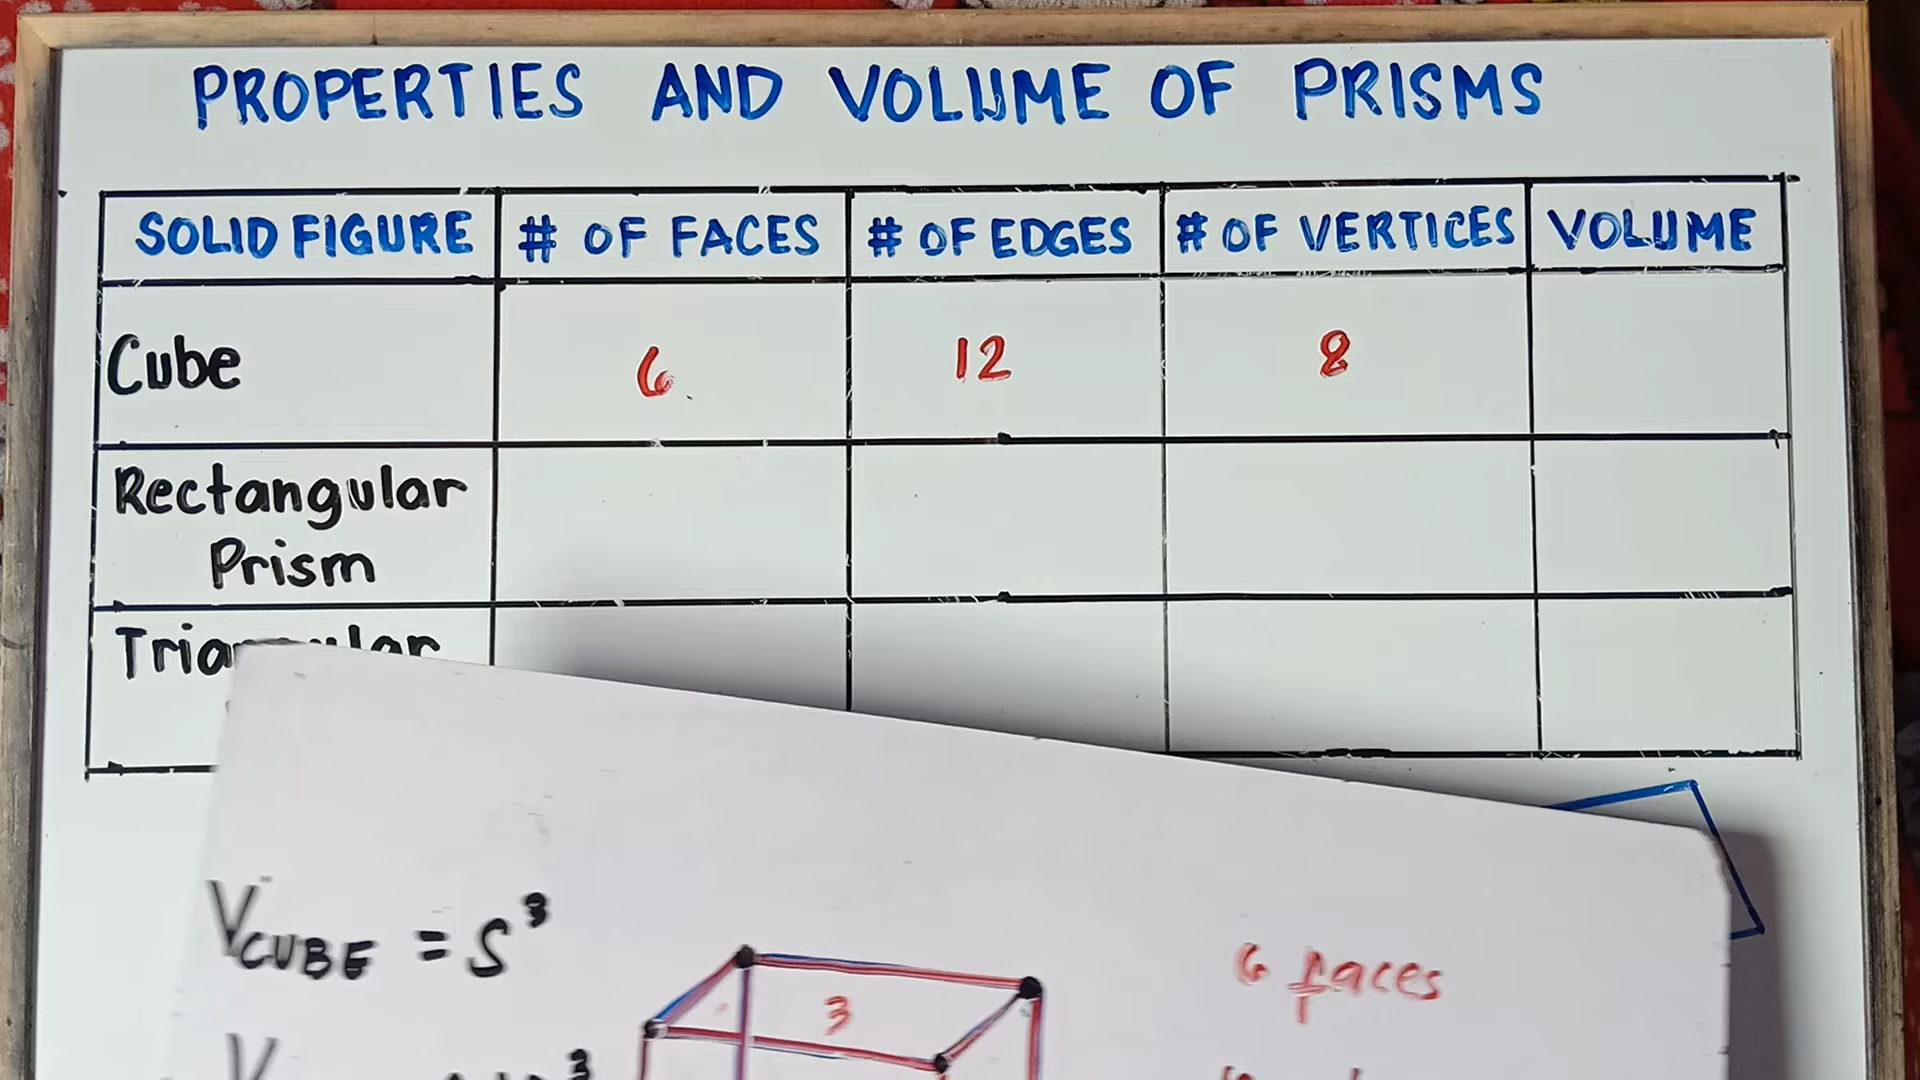 PROPERTIES AND VOLUME OF PRISMS
SOLID FIGURE # OF FACES # OF EDGES # OF VERTICES VOLUME
Cube 6 12 8
Rectangular
Prism
V CUBE = S³
6 faces
3